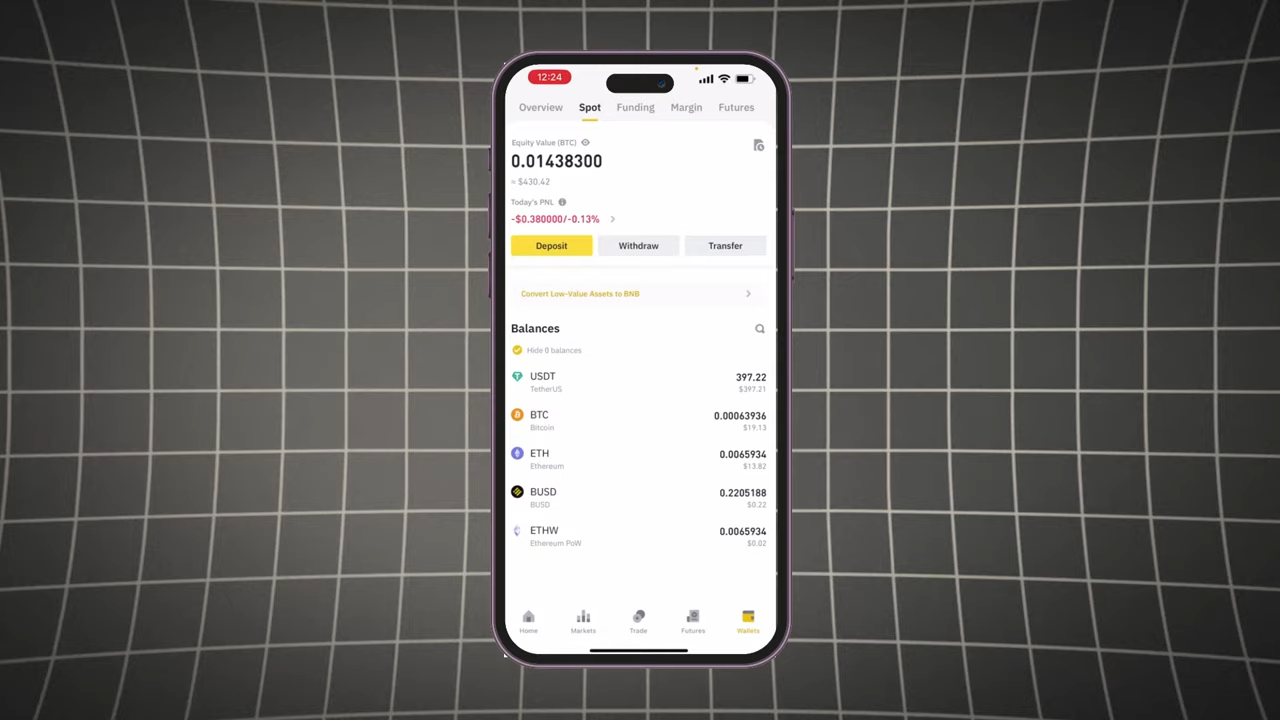 12:24
Overview Spot Funding Margin Futures
Equity Value (BTC)
0.01438300
≈ $430.42
Today's PNL
-$0.380000/-0.13%
Deposit Withdraw Transfer
Convert Low-Value Assets to BNB
Balances
Hide 0 balances
USDT 397.22
TetherUS $397.21
BTC 0.00063936
Bitcoin $19.13
ETH 0.0065934
Ethereum $13.82
BUSD 0.2205188
BUSD $0.22
ETHW 0.0065934
Ethereum PoW $0.02
Home Markets Trade Futures Wallets